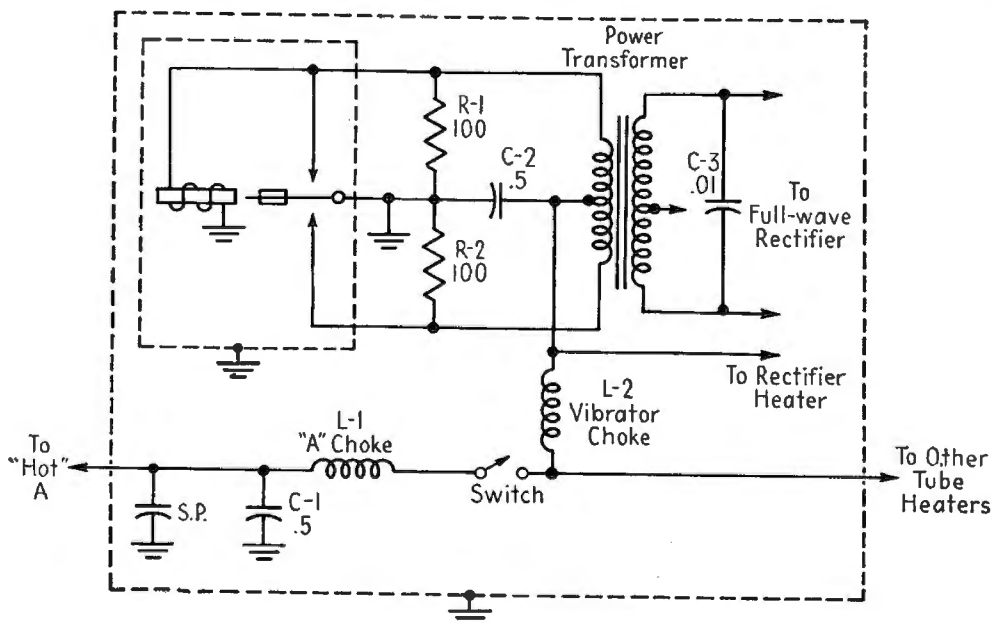 Power
Transformer
R-1
100
C-2
.5
C-3
.01
To
Full-wave
Rectifier
R-2
100
To Rectifier
Heater
L-2
Vibrator
Choke
L-1
"A" Choke
To
"Hot"
A
Switch
To Other
Tube
Heaters
S.P.
C-1
.5